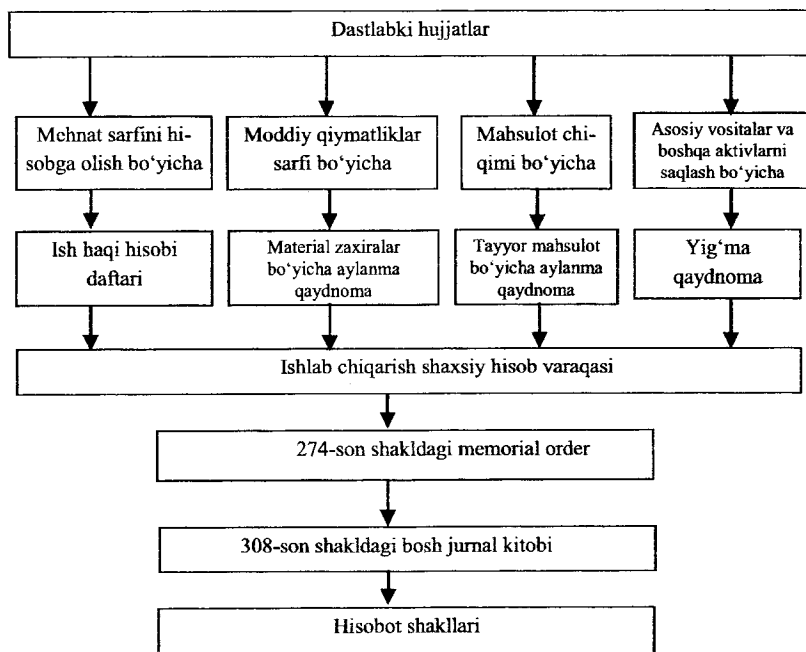 Dastlabki hujjatlar
Mchnat sarfini hi-
sobga olish bo‘yicha
Moddiy qiymatliklar
sarfi bo‘yicha
Mahsulot chi-
qimi bo‘yicha
Asosiy vositalar va
boshqa aktivlarni
saqlash bo‘yicha
Ish haqi hisobi
daftari
Material zaxiralar
bo‘yicha aylanma
qaydnoma
Tayyor mahsulot
bo‘yicha aylanma
qaydnoma
Yig‘ma
qaydnoma
Ishlab chiqarish shaxsiy hisob varaqasi
274-son shakldagi memorial order
308-son shakldagi bosh jurnal kitobi
Hisobot shakllari